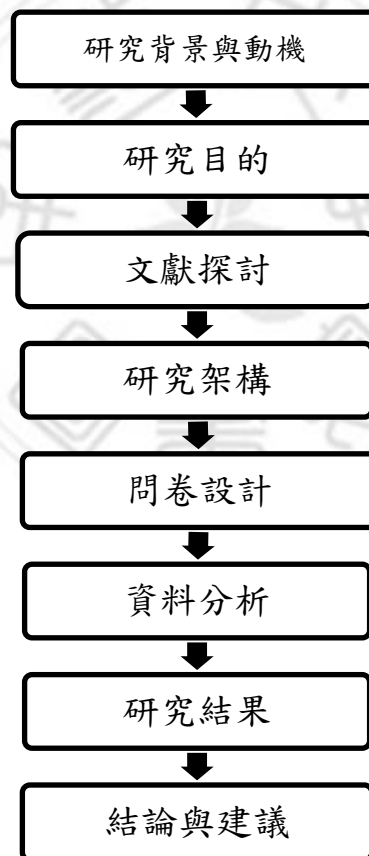 研究背景與動機
研究目的
文獻探討
研究架構
問卷設計
資料分析
研究結果
結論與建議